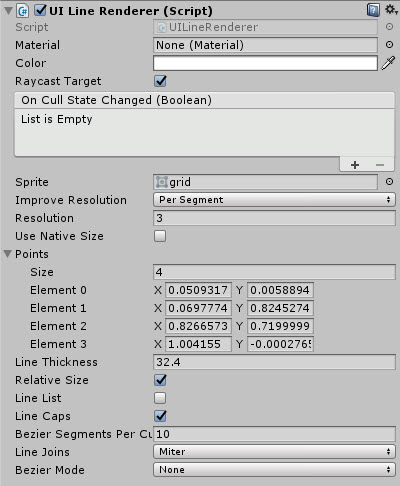 UI Line Renderer (Script)
Script UILineRenderer
Material None (Material)
Color
Raycast Target
On Cull State Changed (Boolean)
List is Empty
+ −
Sprite grid
Improve Resolution Per Segment
Resolution 3
Use Native Size
Points
Size 4
Element 0 X 0.0509317 Y 0.0058894
Element 1 X 0.0697774 Y 0.8245274
Element 2 X 0.8266573 Y 0.7199999
Element 3 X 1.004155 Y -0.0002765
Line Thickness 32.4
Relative Size
Line List
Line Caps
Bezier Segments Per Cu 10
Line Joins Miter
Bezier Mode None